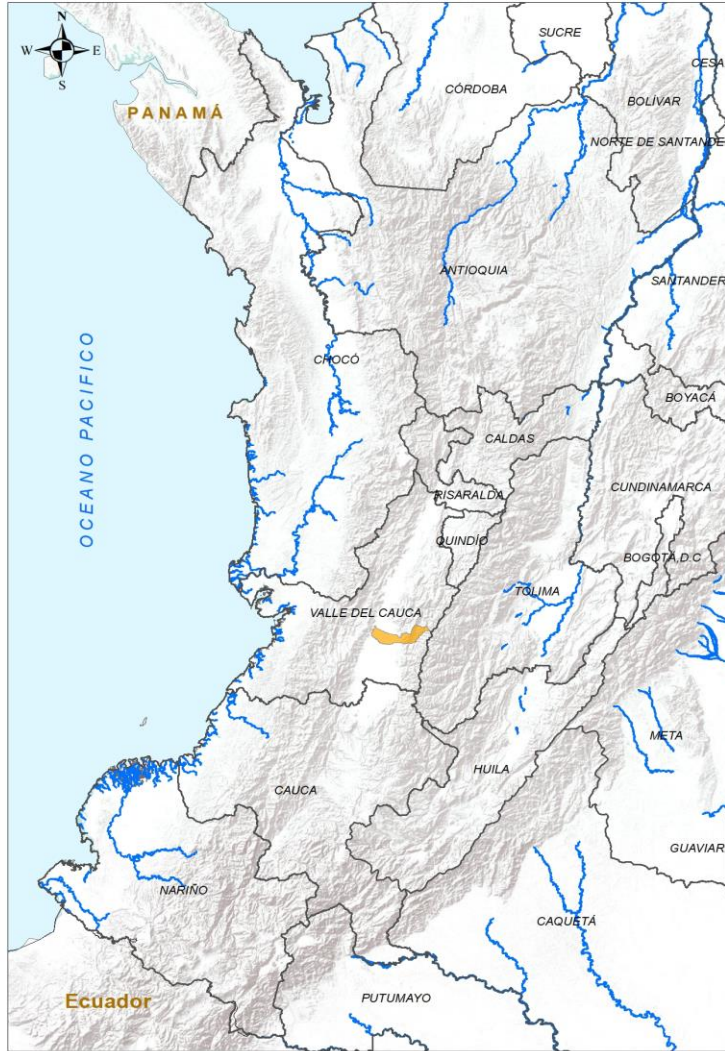 N
W E
S
PANAMÁ
SUCRE
CÓRDOBA
CESA
BOLÍVAR
NORTE DE SANTANDE
ANTIOQUIA
SANTANDER
OCEANO PACIFICO
CHOCÓ
BOYACÁ
CALDAS
RISARALDA
CUNDINAMARCA
QUINDÍO
BOGOTÁ,D.C
TOLIMA
VALLE DEL CAUCA
META
HUILA
CAUCA
GUAVIAR
NARIÑO
CAQUETÁ
Ecuador
PUTUMAYO